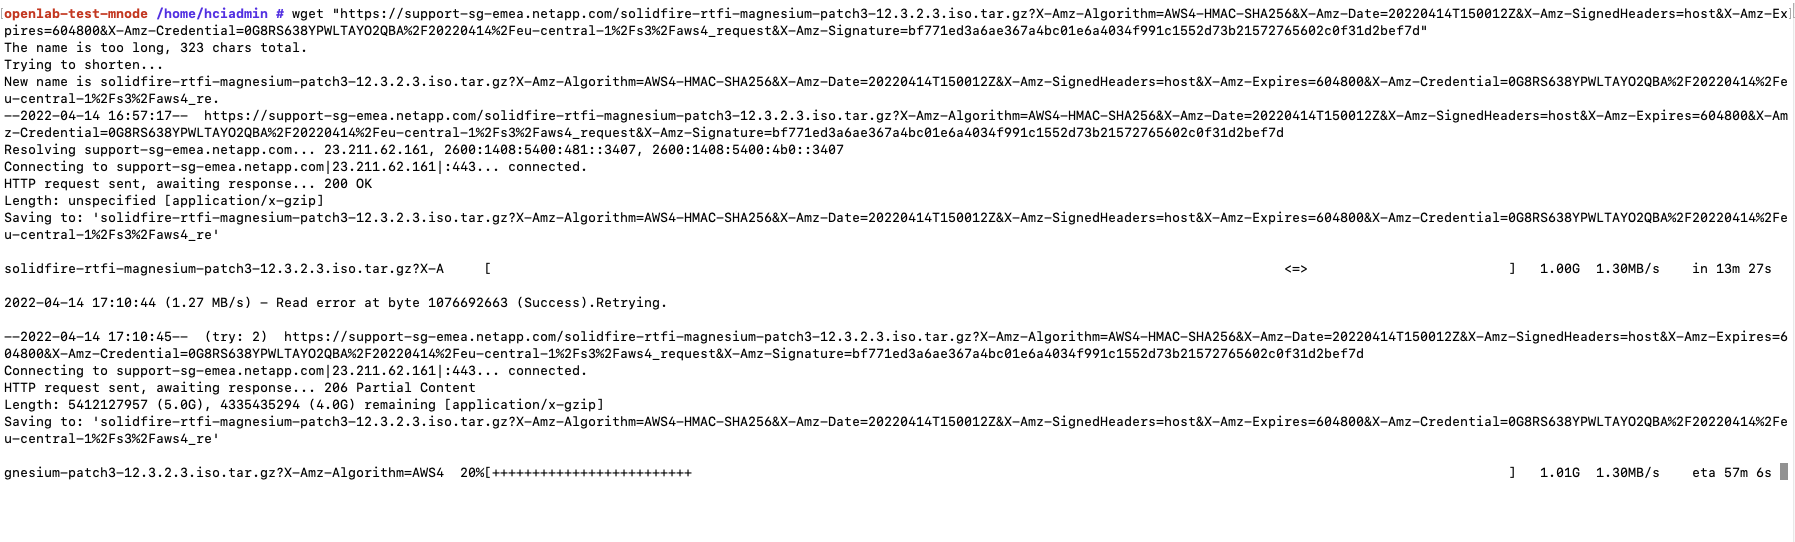 openlab-test-mnode /home/hciadmin # wget "https://support-sg-emea.netapp.com/solidfire-rtfi-magnesium-patch3-12.3.2.3.iso.tar.gz?X-Amz-Algorithm=AWS4-HMAC-SHA256&X-Amz-Date=20220414T150012Z&X-Amz-SignedHeaders=host&X-Amz-Ex
pires=604800&X-Amz-Credential=0G8RS638YPWLTAYO2QBA%2F20220414%2Feu-central-1%2Fs3%2Faws4_request&X-Amz-Signature=bf771ed3a6ae367a4bc01e6a4034f991c1552d73b21572765602c0f31d2bef7d"
The name is too long, 323 chars total.
Trying to shorten...
New name is solidfire-rtfi-magnesium-patch3-12.3.2.3.iso.tar.gz?X-Amz-Algorithm=AWS4-HMAC-SHA256&X-Amz-Date=20220414T150012Z&X-Amz-SignedHeaders=host&X-Amz-Expires=604800&X-Amz-Credential=0G8RS638YPWLTAYO2QBA%2F20220414%2Fe
u-central-1%2Fs3%2Faws4_re.
--2022-04-14 16:57:17--  https://support-sg-emea.netapp.com/solidfire-rtfi-magnesium-patch3-12.3.2.3.iso.tar.gz?X-Amz-Algorithm=AWS4-HMAC-SHA256&X-Amz-Date=20220414T150012Z&X-Amz-SignedHeaders=host&X-Amz-Expires=604800&X-Am
z-Credential=0G8RS638YPWLTAYO2QBA%2F20220414%2Feu-central-1%2Fs3%2Faws4_request&X-Amz-Signature=bf771ed3a6ae367a4bc01e6a4034f991c1552d73b21572765602c0f31d2bef7d
Resolving support-sg-emea.netapp.com... 23.211.62.161, 2600:1408:5400:481::3407, 2600:1408:5400:4b0::3407
Connecting to support-sg-emea.netapp.com|23.211.62.161|:443... connected.
HTTP request sent, awaiting response... 200 OK
Length: unspecified [application/x-gzip]
Saving to: 'solidfire-rtfi-magnesium-patch3-12.3.2.3.iso.tar.gz?X-Amz-Algorithm=AWS4-HMAC-SHA256&X-Amz-Date=20220414T150012Z&X-Amz-SignedHeaders=host&X-Amz-Expires=604800&X-Amz-Credential=0G8RS638YPWLTAYO2QBA%2F20220414%2Fe
u-central-1%2Fs3%2Faws4_re'
solidfire-rtfi-magnesium-patch3-12.3.2.3.iso.tar.gz?X-A     [ <=> ]   1.00G  1.30MB/s    in 13m 27s
2022-04-14 17:10:44 (1.27 MB/s) - Read error at byte 1076692663 (Success).Retrying.
--2022-04-14 17:10:45--  (try: 2)  https://support-sg-emea.netapp.com/solidfire-rtfi-magnesium-patch3-12.3.2.3.iso.tar.gz?X-Amz-Algorithm=AWS4-HMAC-SHA256&X-Amz-Date=20220414T150012Z&X-Amz-SignedHeaders=host&X-Amz-Expires=6
04800&X-Amz-Credential=0G8RS638YPWLTAYO2QBA%2F20220414%2Feu-central-1%2Fs3%2Faws4_request&X-Amz-Signature=bf771ed3a6ae367a4bc01e6a4034f991c1552d73b21572765602c0f31d2bef7d
Connecting to support-sg-emea.netapp.com|23.211.62.161|:443... connected.
HTTP request sent, awaiting response... 206 Partial Content
Length: 5412127957 (5.0G), 4335435294 (4.0G) remaining [application/x-gzip]
Saving to: 'solidfire-rtfi-magnesium-patch3-12.3.2.3.iso.tar.gz?X-Amz-Algorithm=AWS4-HMAC-SHA256&X-Amz-Date=20220414T150012Z&X-Amz-SignedHeaders=host&X-Amz-Expires=604800&X-Amz-Credential=0G8RS638YPWLTAYO2QBA%2F20220414%2Fe
u-central-1%2Fs3%2Faws4_re'
gnesium-patch3-12.3.2.3.iso.tar.gz?X-Amz-Algorithm=AWS4  20%[+++++++++++++++++++++++++ ]   1.01G  1.30MB/s    eta 57m 6s